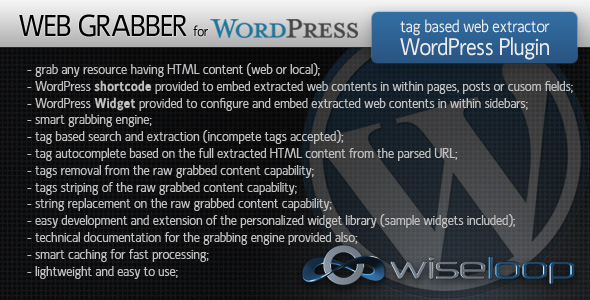 WEB GRABBER for WORDPRESS
tag based web extractor
WordPress Plugin
- grab any resource having HTML content (web or local);
- WordPress shortcode provided to embed extracted web contents in within pages, posts or cusom fields;
- WordPress Widget provided to configure and embed extracted web contents in within sidebars;
- smart grabbing engine;
- tag based search and extraction (incompete tags accepted);
- tag autocomplete based on the full extracted HTML content from the parsed URL;
- tags removal from the raw grabbed content capability;
- tags striping of the raw grabbed content capability;
- string replacement on the raw grabbed content capability;
- easy development and extension of the personalized widget library (sample widgets included);
- technical documentation for the grabbing engine provided also;
- smart caching for fast processing;
- lightweight and easy to use;
wiseloop